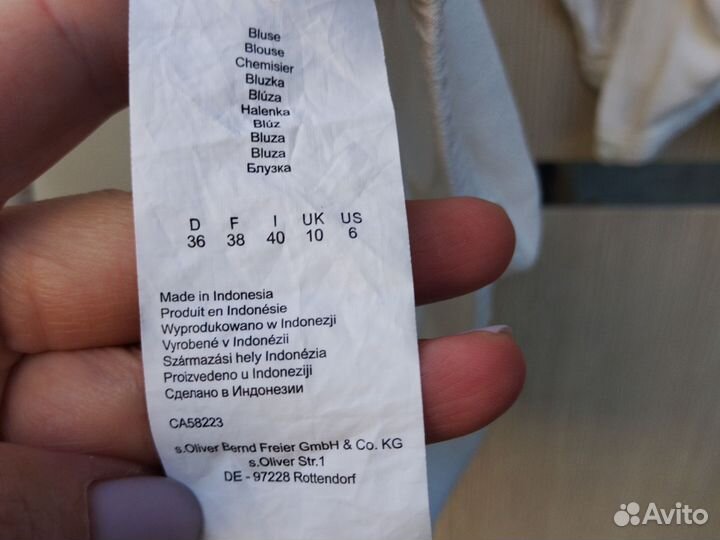 Bluse
Blouse
Chemisier
Bluzka
Blúza
Halenka
Blúz
Bluza
Bluza
Блузка
D F I UK US
36 38 40 10 6
Made in Indonesia
Produit en Indonésie
Wyprodukowano w Indonezji
Vyrobené v Indonézii
Származási hely Indonézia
Proizvedeno u Indoneziji
Сделано в Индонезии
CA58223
s.Oliver Bernd Freier GmbH & Co. KG
s.Oliver Str.1
DE - 97228 Rottendorf
Avito